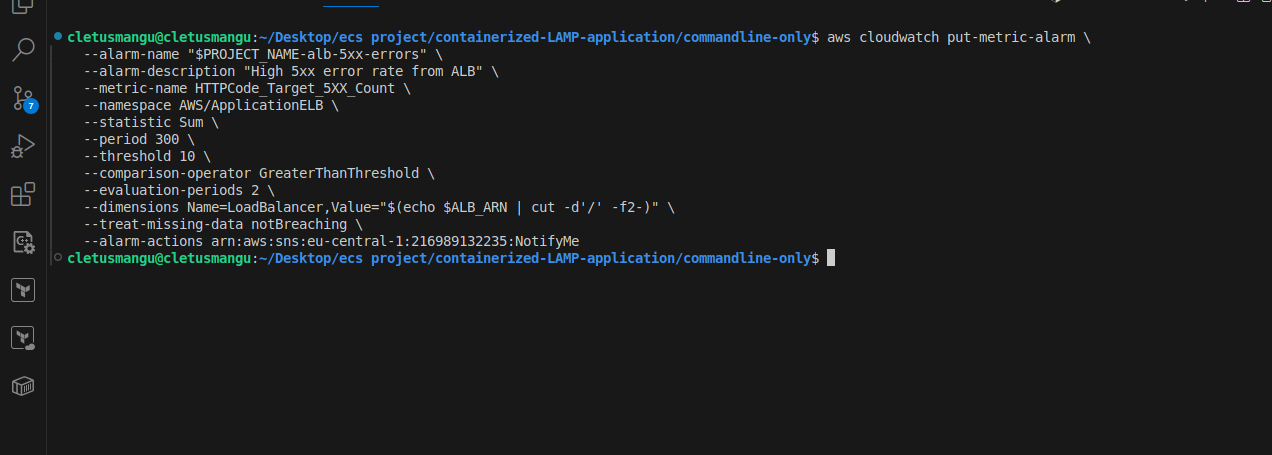 cletusmangu@cletusmangu:~/Desktop/ecs project/containerized-LAMP-application/commandline-only$ aws cloudwatch put-metric-alarm \
  --alarm-name "$PROJECT_NAME-alb-5xx-errors" \
  --alarm-description "High 5xx error rate from ALB" \
  --metric-name HTTPCode_Target_5XX_Count \
  --namespace AWS/ApplicationELB \
  --statistic Sum \
  --period 300 \
  --threshold 10 \
  --comparison-operator GreaterThanThreshold \
  --evaluation-periods 2 \
  --dimensions Name=LoadBalancer,Value="$(echo $ALB_ARN | cut -d'/' -f2-)" \
  --treat-missing-data notBreaching \
  --alarm-actions arn:aws:sns:eu-central-1:216989132235:NotifyMe
cletusmangu@cletusmangu:~/Desktop/ecs project/containerized-LAMP-application/commandline-only$
7